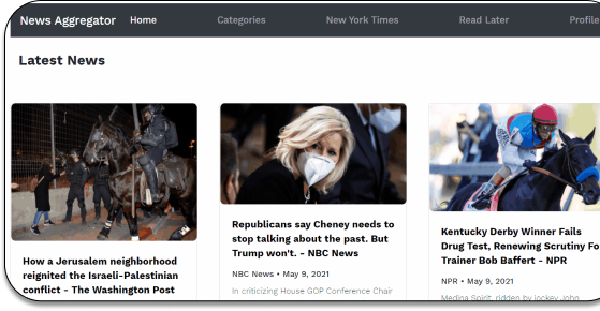 News Aggregator Home Categories New York Times Read Later Profile
Latest News
How a Jerusalem neighborhood
reignited the Israeli-Palestinian
conflict - The Washington Post
Republicans say Cheney needs to
stop talking about the past. But
Trump won't. - NBC News
NBC News • May 9, 2021
In criticizing House GOP Conference Chair
Kentucky Derby Winner Fails
Drug Test, Renewing Scrutiny Fo
Trainer Bob Baffert - NPR
NPR • May 9, 2021
Medina Spirit, ridden by jockey John